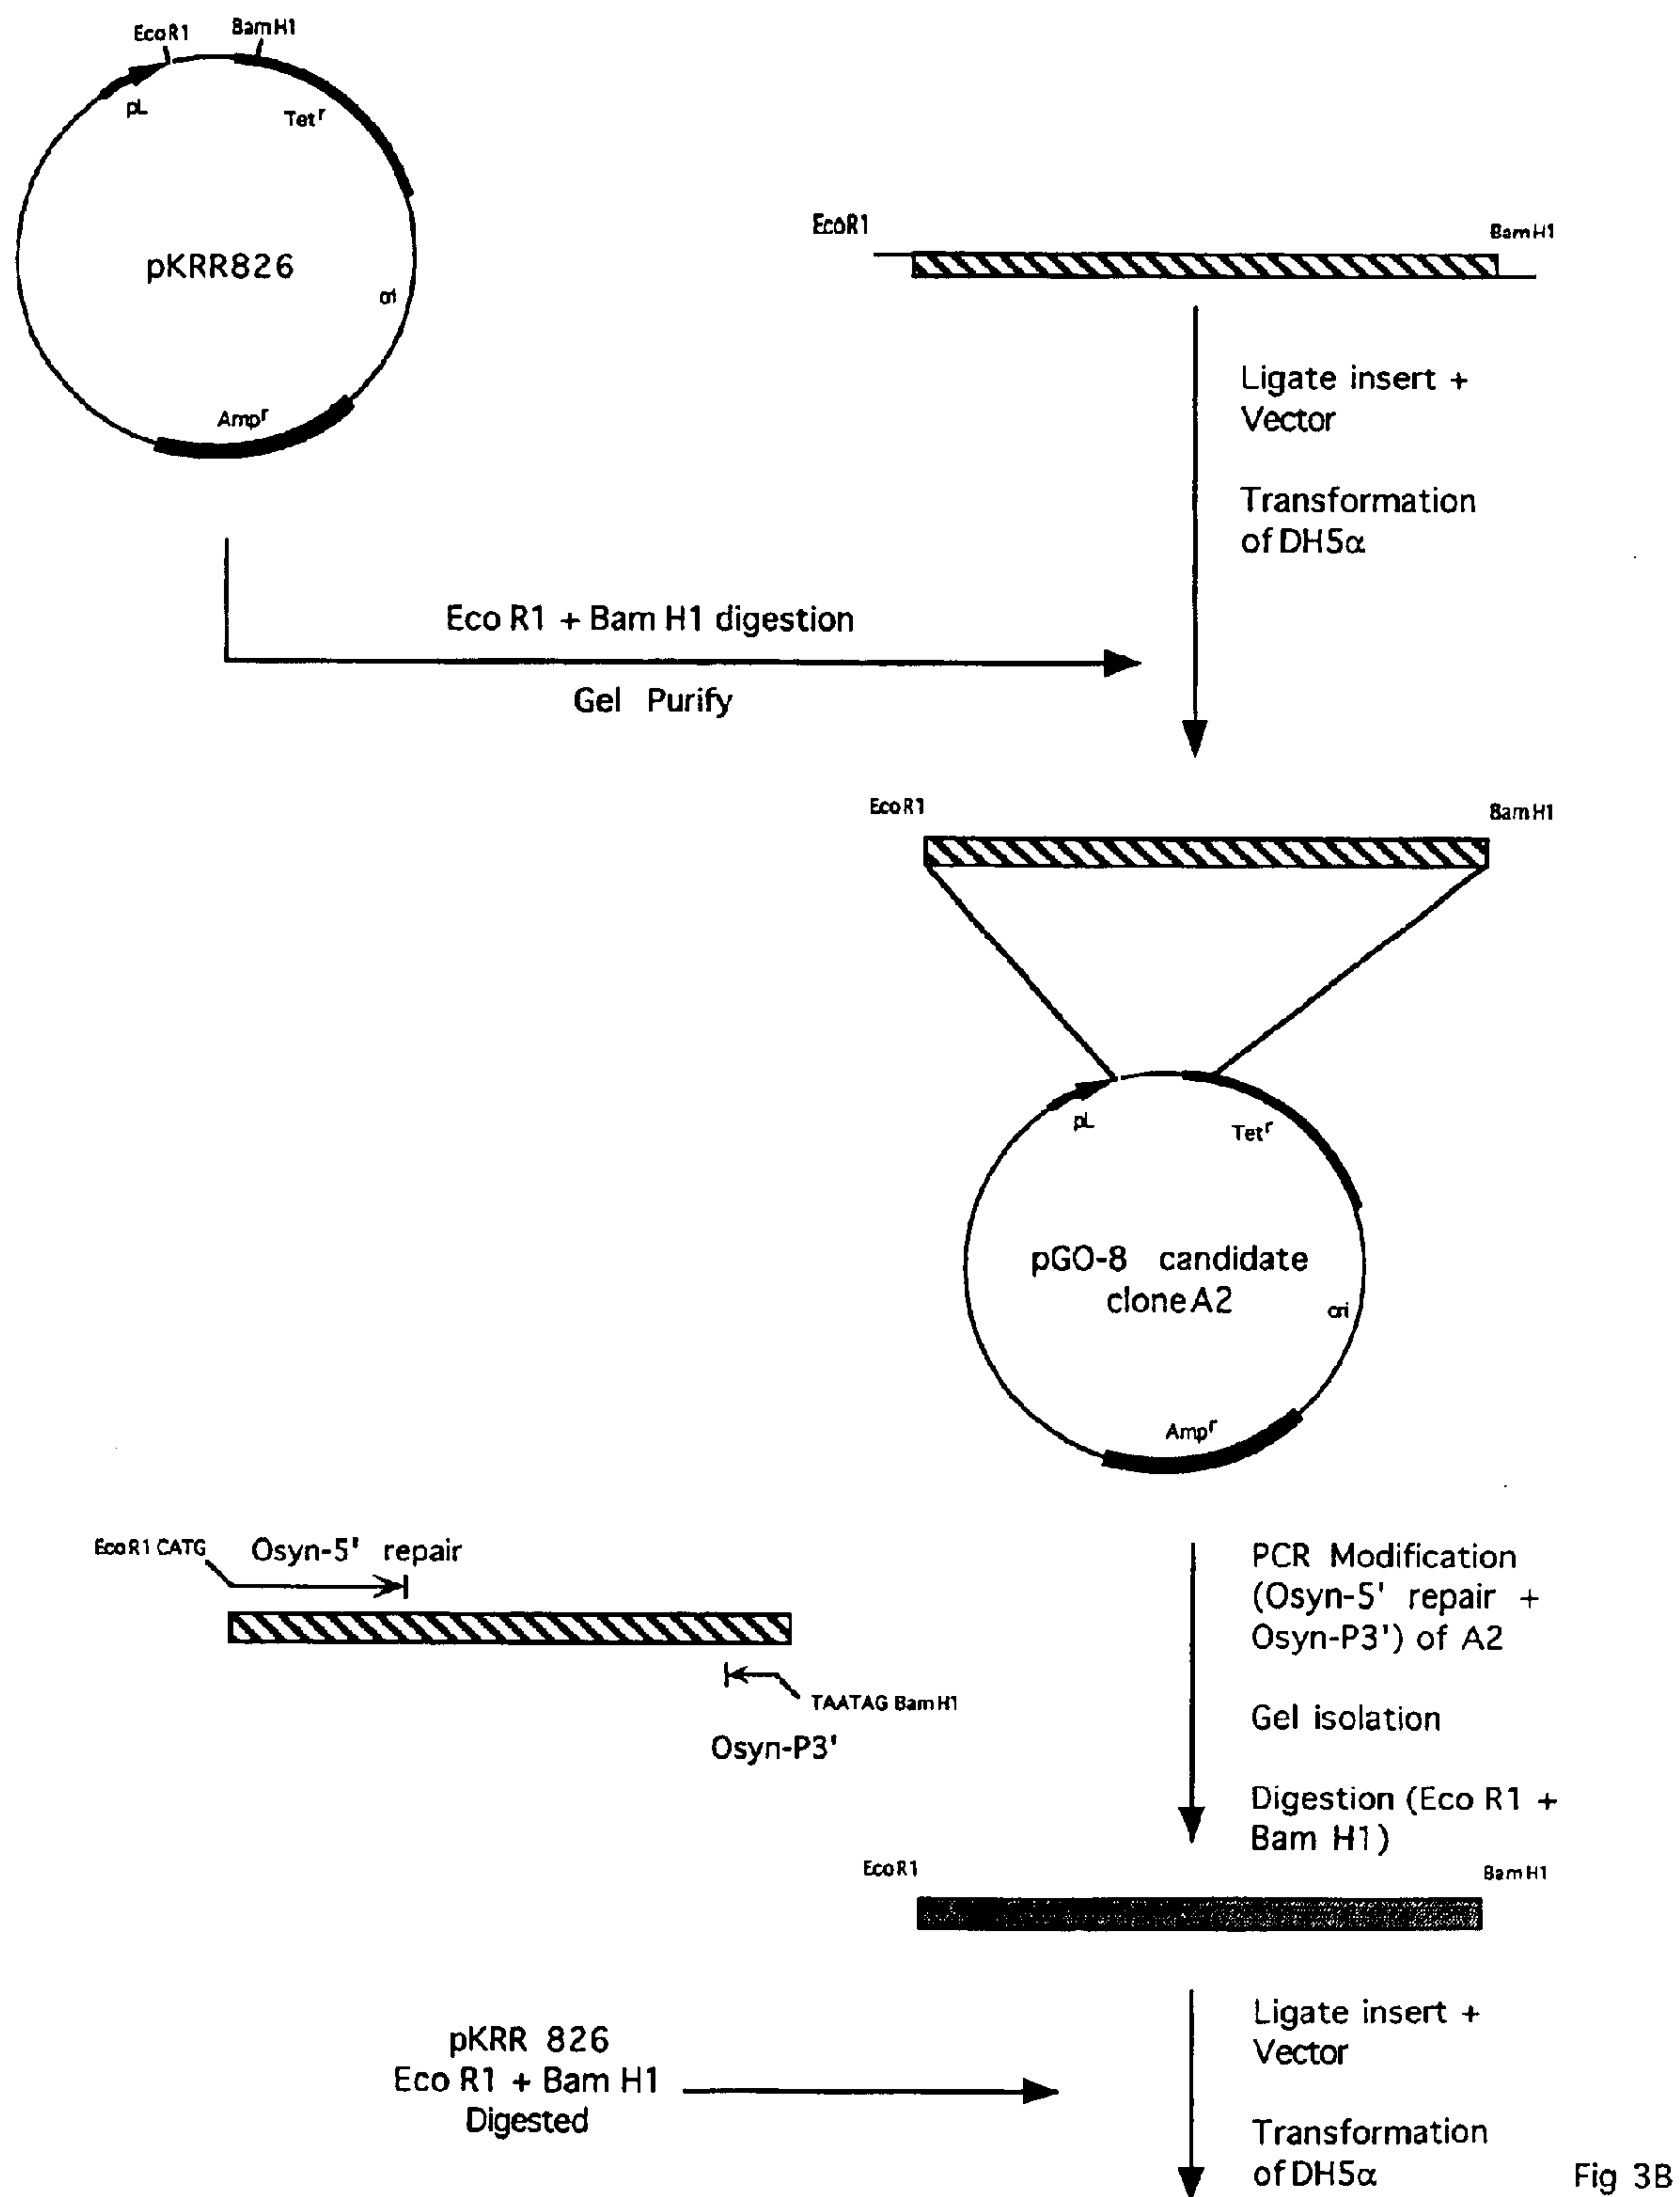 EcoR1
BamH1
pL
Tetr
pKRR826
ori
Ampr
EcoR1
BamH1
Ligate insert +
Vector
Transformation
of DH5α
Eco R1 + Bam H1 digestion
Gel Purify
EcoR1
BamH1
pL
Tetr
pGO-8 candidate
clone A2
ori
Ampr
EcoR1 CATG
Osyn-5' repair
TAATAG BamH1
Osyn-P3'
PCR Modification
(Osyn-5' repair +
Osyn-P3') of A2
Gel isolation
Digestion (Eco R1 +
Bam H1)
EcoR1
BamH1
pKRR 826
Eco R1 + Bam H1
Digested
Ligate insert +
Vector
Transformation
of DH5α
Fig 3B